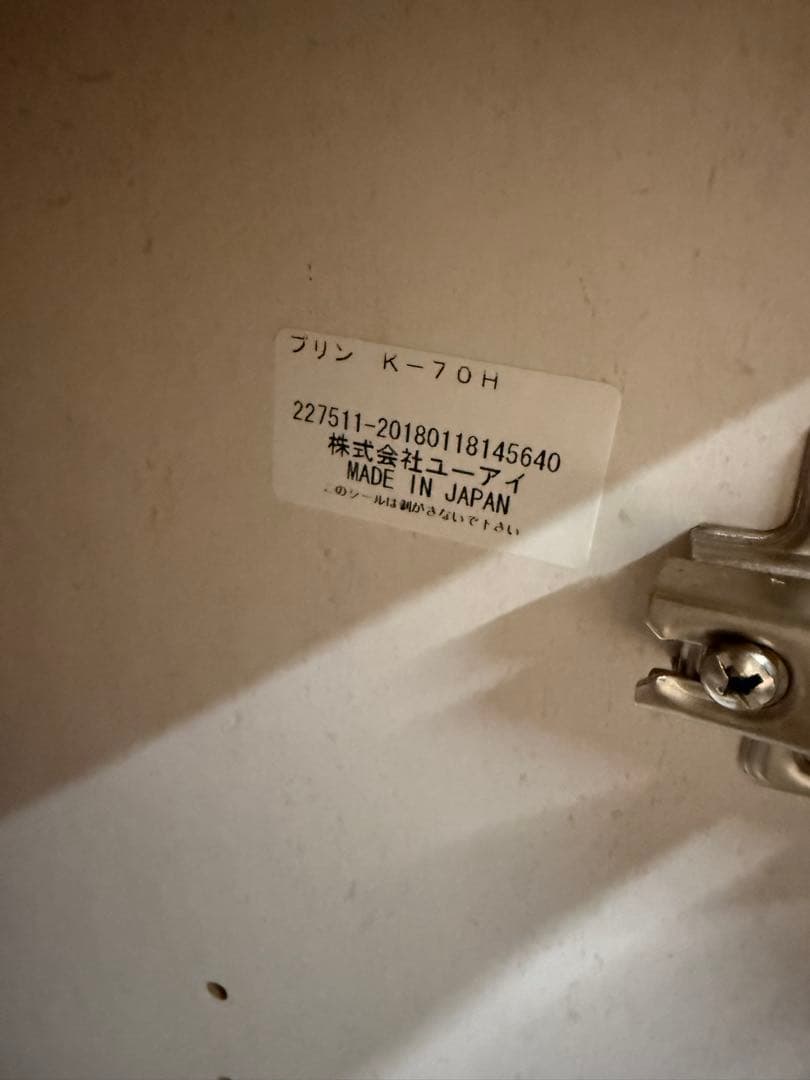 プリン K-70H
227511-20180118145640
株式会社ユーアイ
MADE IN JAPAN
このシールは剥がさないで下さい